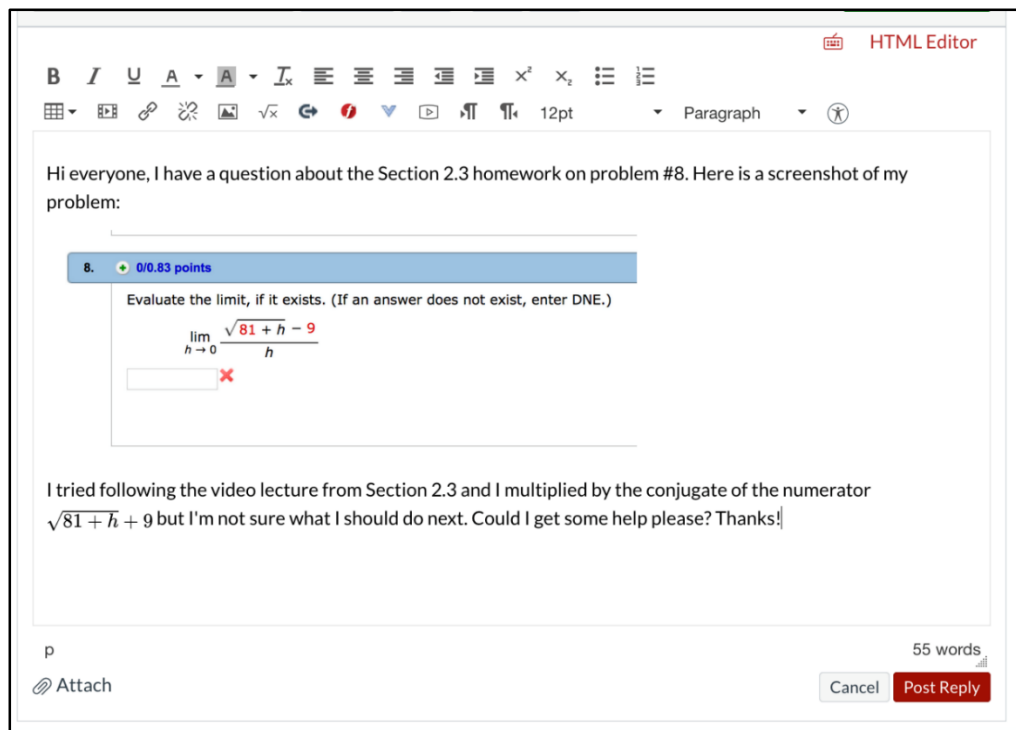 HTML Editor
B I U A A Tx x² x₂
√x 12pt Paragraph
Hi everyone, I have a question about the Section 2.3 homework on problem #8. Here is a screenshot of my
problem:
8. 0/0.83 points
Evaluate the limit, if it exists. (If an answer does not exist, enter DNE.)
lim h→0 (√(81 + h) − 9)/h
I tried following the video lecture from Section 2.3 and I multiplied by the conjugate of the numerator
√(81 + h) + 9 but I'm not sure what I should do next. Could I get some help please? Thanks!
p 55 words
Attach Cancel Post Reply